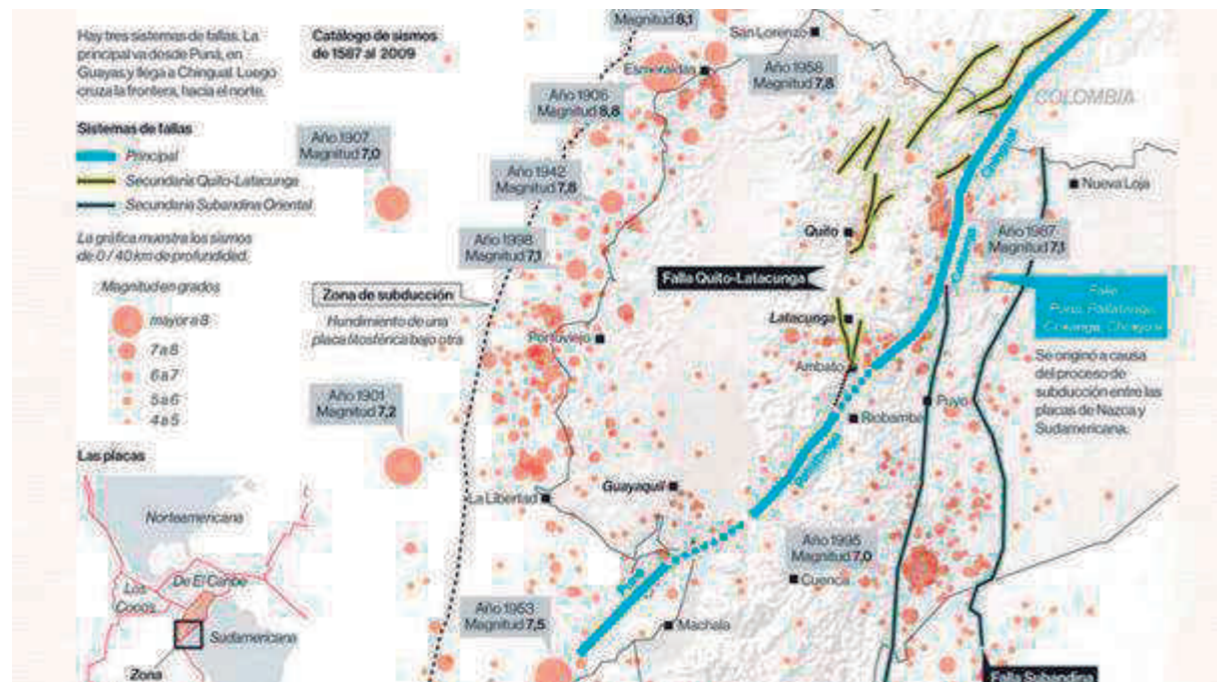 Hay tres sistemas de fallas. La
principal va desde Puná, en
Guayas y llega a Chingual. Luego
cruza la frontera, hacia el norte.
Catálogo de sismos
de 1587 al 2009
Sistemas de fallas
Principal
Secundaria Quito-Latacunga
Secundaria Subandina Oriental
La gráfica muestra los sismos
de 0 / 40 km de profundidad.
Magnitud en grados
mayor a 8
7 a 8
6 a 7
5 a 6
4 a 5
Las placas
Norteamericana
De El Caribe
Los
Cocos
Sudamericana
Zona
Magnitud 8,1
San Lorenzo
Esmeraldas
Año 1958
Magnitud 7,8
Año 1906
Magnitud 8,8
Año 1907
Magnitud 7,0
Año 1942
Magnitud 7,8
Año 1998
Magnitud 7,1
Zona de subducción
Hundimiento de una
placa litosférica bajo otra
Año 1901
Magnitud 7,2
Portoviejo
La Libertad
Guayaquil
Año 1953
Magnitud 7,5
Puná
Machala
Cuenca
Año 1995
Magnitud 7,0
Pallatanga
Riobamba
Ambato
Latacunga
Falla Quito-Latacunga
Quito
Puyo
COLOMBIA
Chingual
Nueva Loja
Año 1987
Magnitud 7,1
Falla
Puná, Pallatanga,
Se originó a causa
del proceso de
subducción entre las
placas de Nazca y
Sudamericana.
Falla Subandina